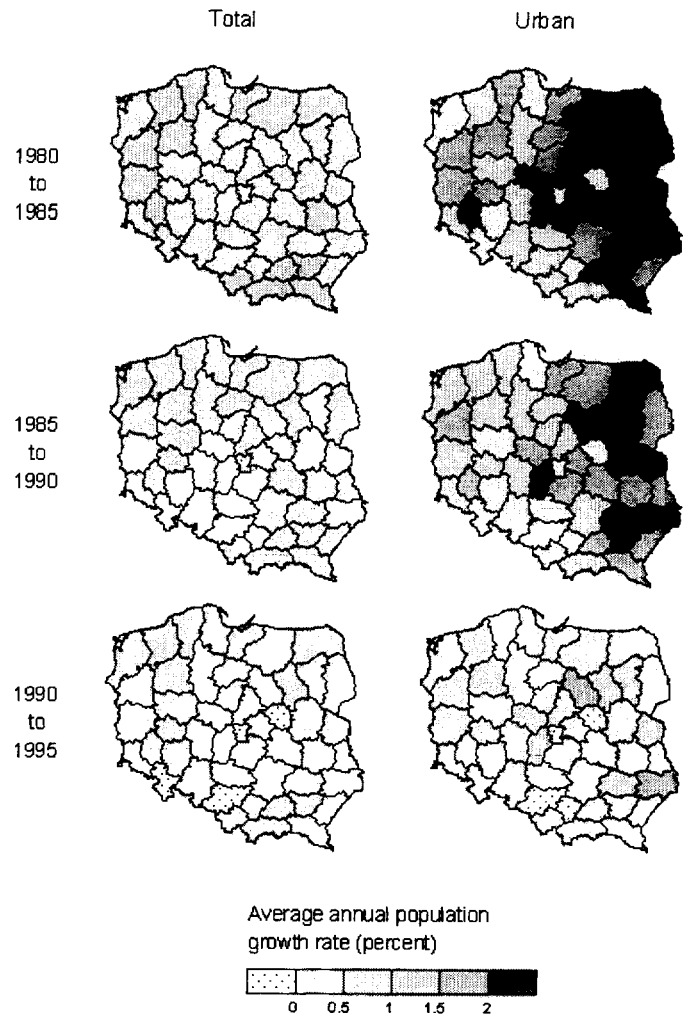 Total
Urban
1980
to
1985
1985
to
1990
1990
to
1995
Average annual population
growth rate (percent)
0 0.5 1 1.5 2